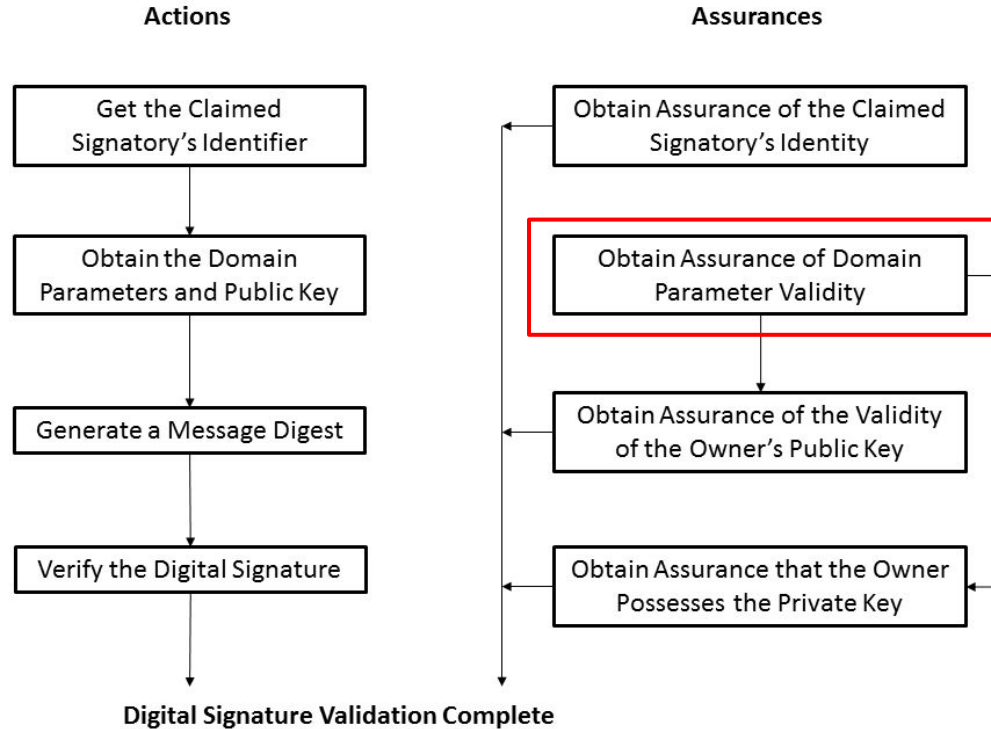 Actions
Get the Claimed
Signatory’s Identifier
Obtain the Domain
Parameters and Public Key
Generate a Message Digest
Verify the Digital Signature
Assurances
Obtain Assurance of the Claimed
Signatory’s Identity
Obtain Assurance of Domain
Parameter Validity
Obtain Assurance of the Validity
of the Owner’s Public Key
Obtain Assurance that the Owner
Possesses the Private Key
Digital Signature Validation Complete